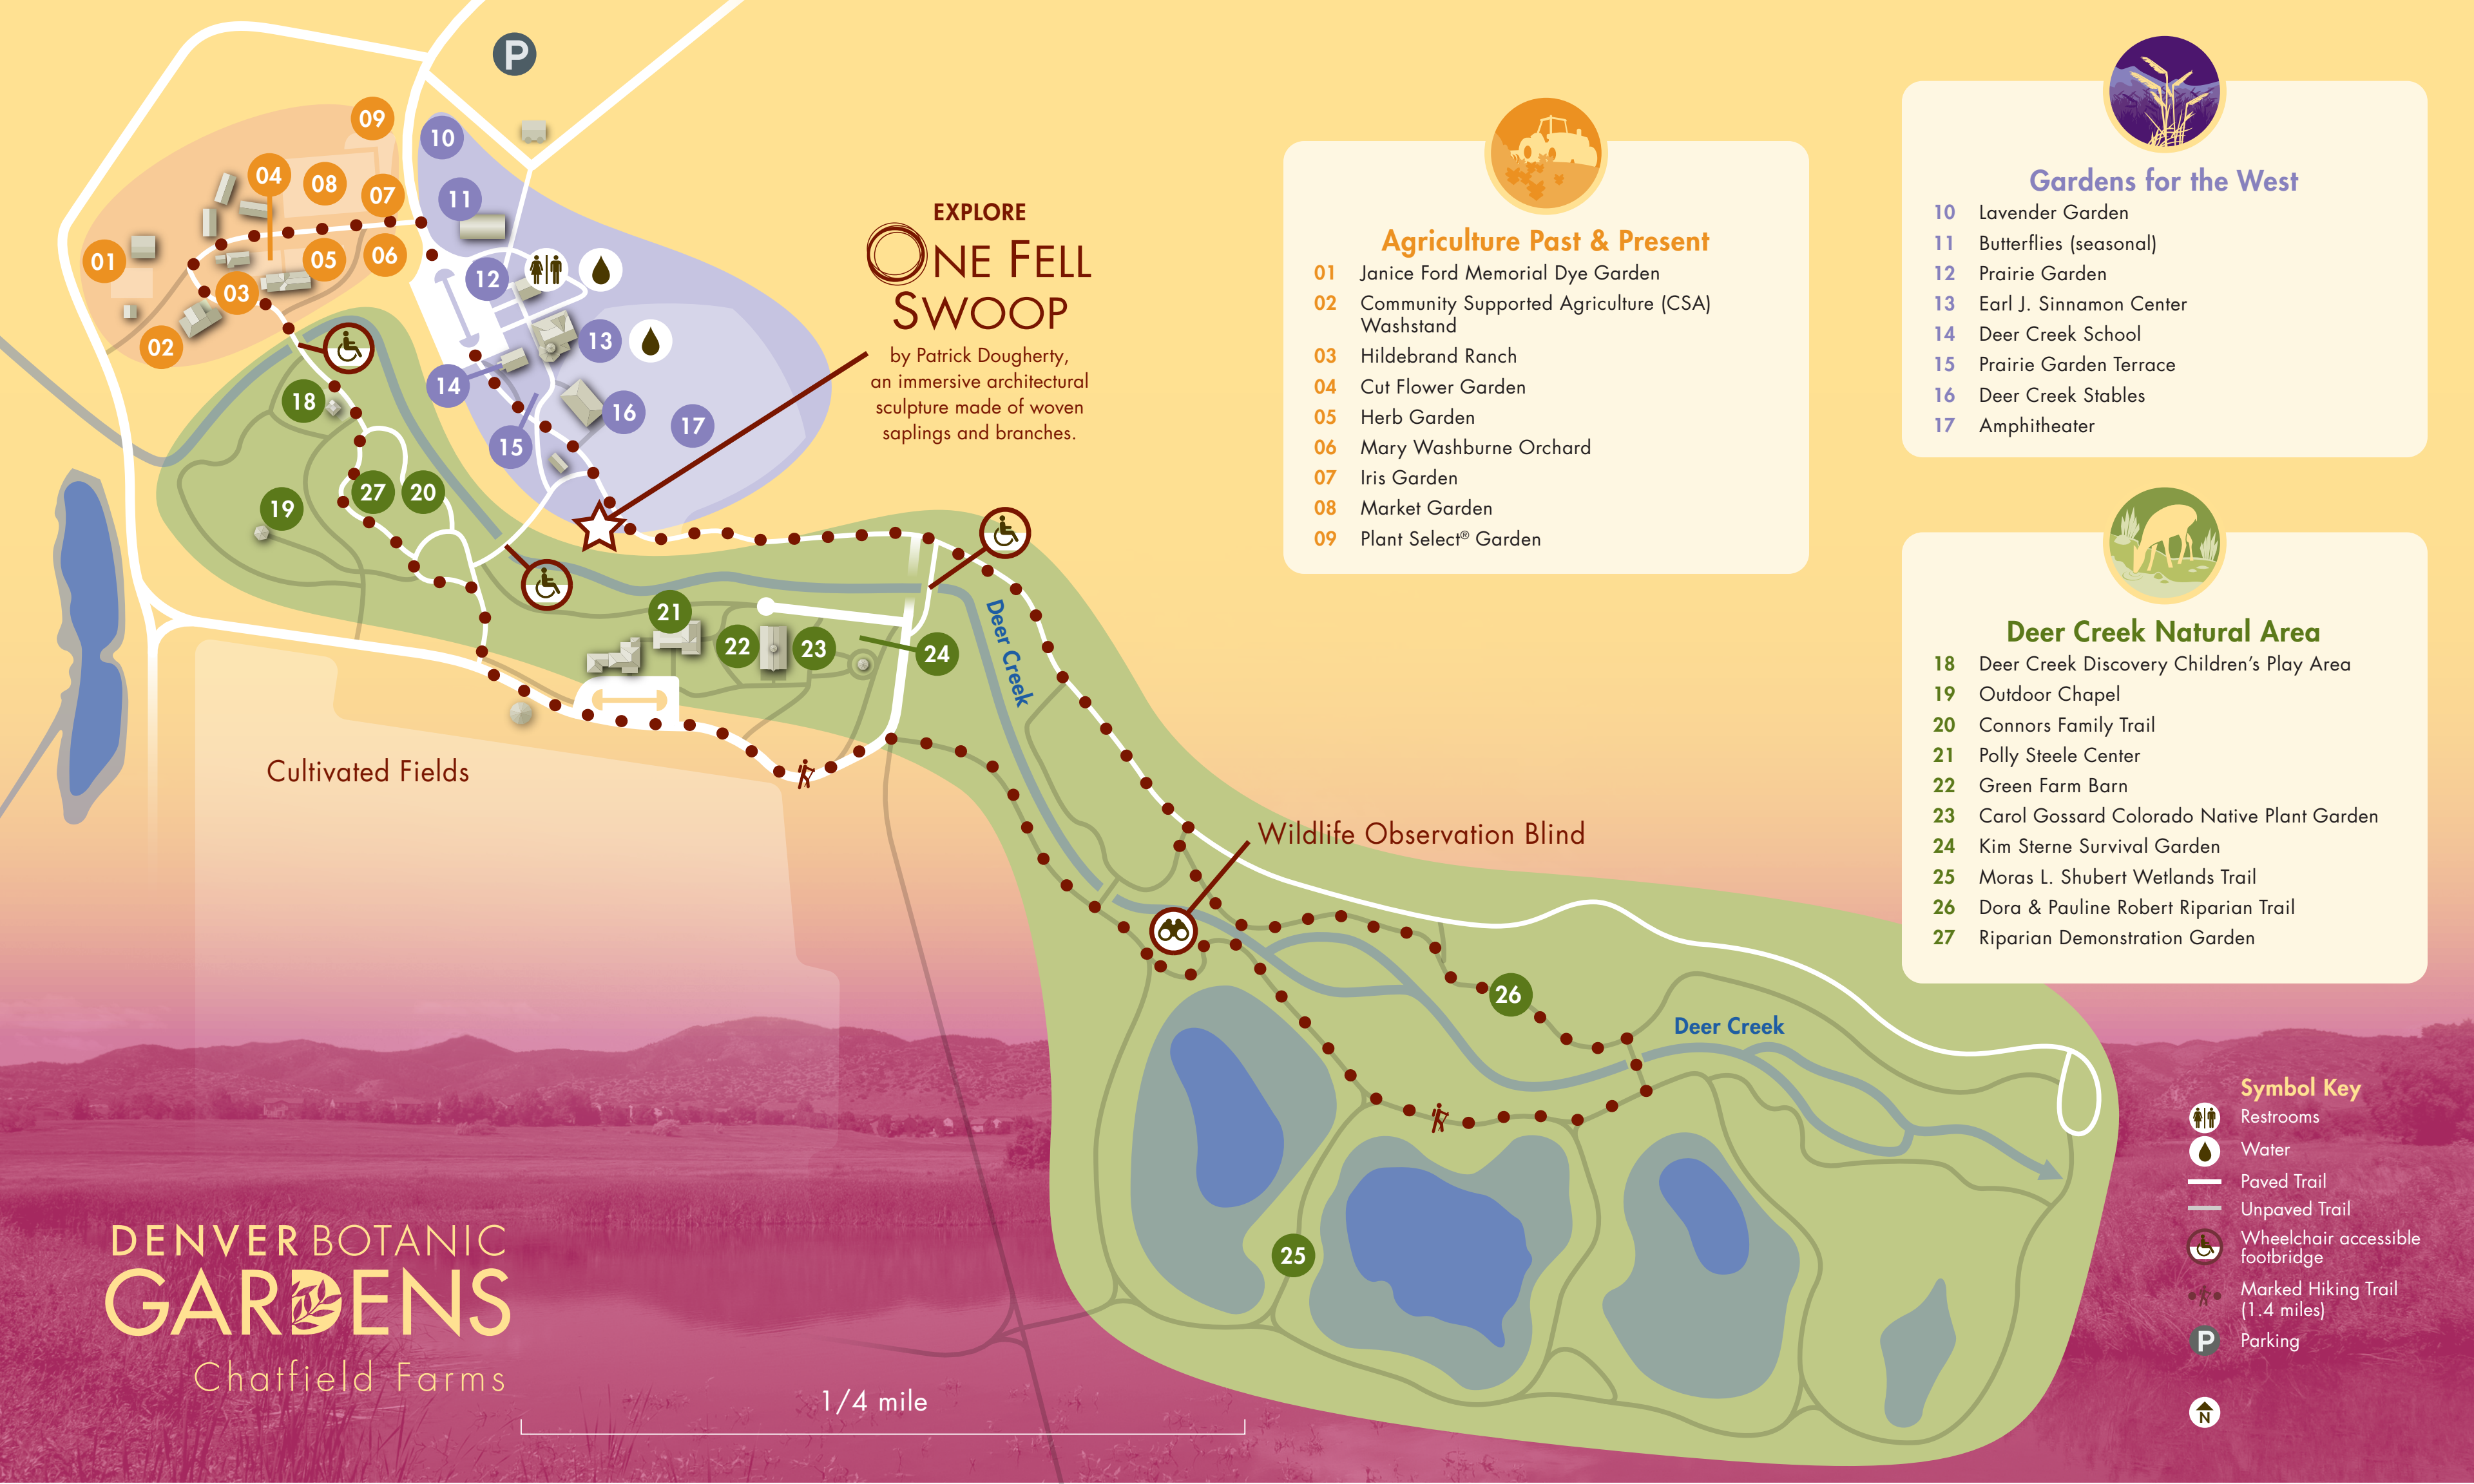 P
09
10
04
08
07
11
01
05
06
12
03
02
13
14
16
17
15
18
27
20
19
21
22
23
24
26
25
EXPLORE
ONE FELL
SWOOP
by Patrick Dougherty,
an immersive architectural
sculpture made of woven
saplings and branches.
Deer Creek
Cultivated Fields
Wildlife Observation Blind
Deer Creek
Agriculture Past & Present
01 Janice Ford Memorial Dye Garden
02 Community Supported Agriculture (CSA)
Washstand
03 Hildebrand Ranch
04 Cut Flower Garden
05 Herb Garden
06 Mary Washburne Orchard
07 Iris Garden
08 Market Garden
09 Plant Select® Garden
Gardens for the West
10 Lavender Garden
11 Butterflies (seasonal)
12 Prairie Garden
13 Earl J. Sinnamon Center
14 Deer Creek School
15 Prairie Garden Terrace
16 Deer Creek Stables
17 Amphitheater
Deer Creek Natural Area
18 Deer Creek Discovery Children’s Play Area
19 Outdoor Chapel
20 Connors Family Trail
21 Polly Steele Center
22 Green Farm Barn
23 Carol Gossard Colorado Native Plant Garden
24 Kim Sterne Survival Garden
25 Moras L. Shubert Wetlands Trail
26 Dora & Pauline Robert Riparian Trail
27 Riparian Demonstration Garden
Symbol Key
Restrooms
Water
Paved Trail
Unpaved Trail
Wheelchair accessible
footbridge
Marked Hiking Trail
(1.4 miles)
P Parking
N
DENVER BOTANIC
GARDENS
Chatfield Farms
1/4 mile